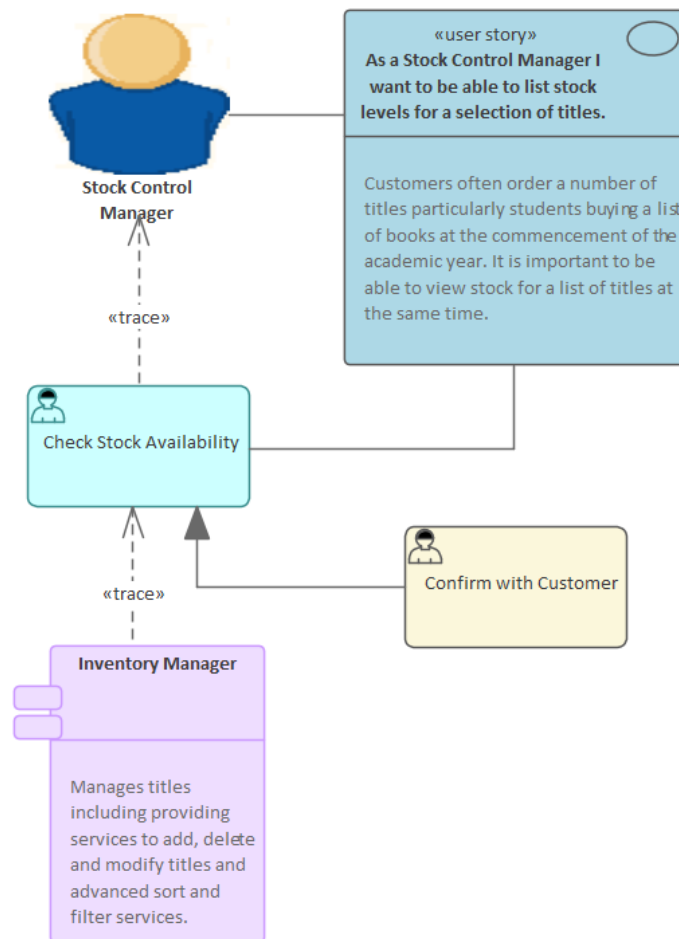 «user story»
As a Stock Control Manager I
want to be able to list stock
levels for a selection of titles.
Customers often order a number of
titles particularly students buying a list
of books at the commencement of the
academic year. It is important to be
able to view stock for a list of titles at
the same time.
Stock Control
Manager
«trace»
Check Stock Availability
Confirm with Customer
«trace»
Inventory Manager
Manages titles
including providing
services to add, delete
and modify titles and
advanced sort and
filter services.